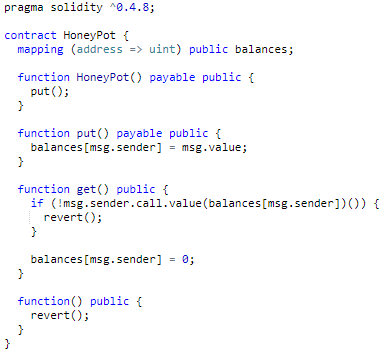 pragma solidity ^0.4.8;

contract HoneyPot {
  mapping (address => uint) public balances;

  function HoneyPot() payable public {
    put();
  }

  function put() payable public {
    balances[msg.sender] = msg.value;
  }

  function get() public {
    if (!msg.sender.call.value(balances[msg.sender])()) {
      revert();
    }

    balances[msg.sender] = 0;
  }

  function() public {
    revert();
  }
}